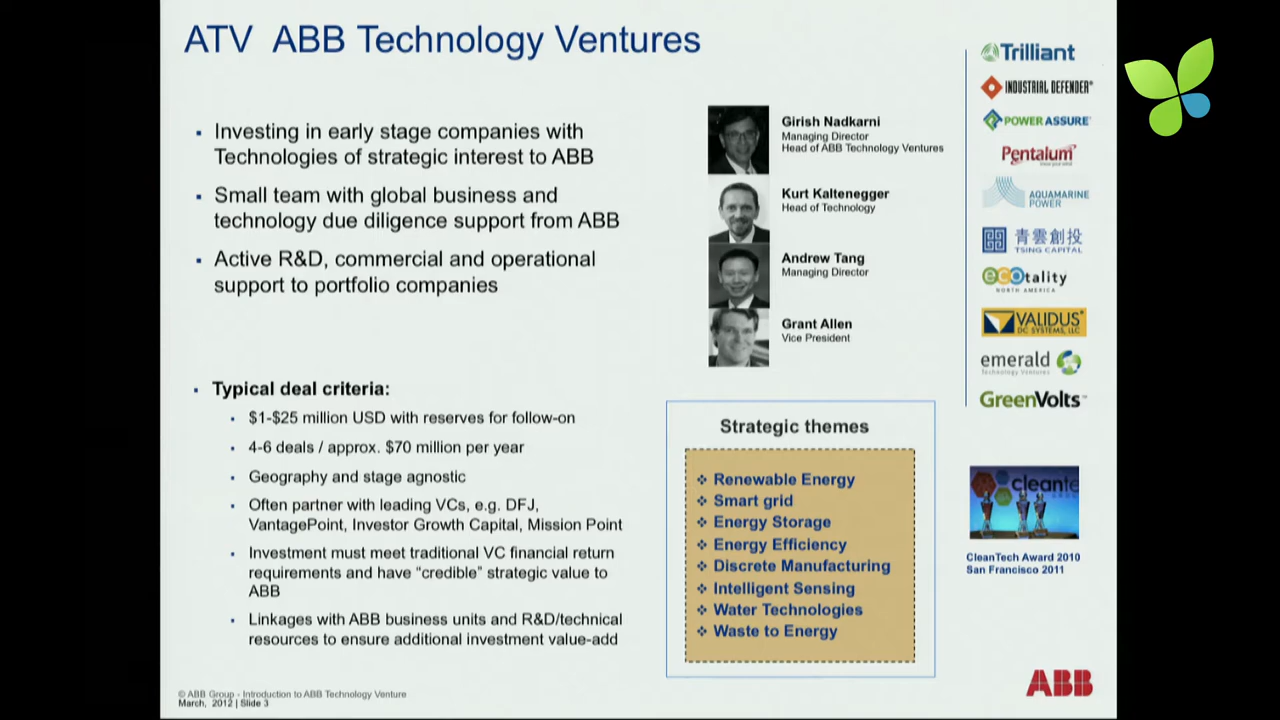 ATV ABB Technology Ventures
Investing in early stage companies with
Technologies of strategic interest to ABB
Small team with global business and
technology due diligence support from ABB
Active R&D, commercial and operational
support to portfolio companies
Typical deal criteria:
$1-$25 million USD with reserves for follow-on
4-6 deals / approx. $70 million per year
Geography and stage agnostic
Often partner with leading VCs, e.g. DFJ,
VantagePoint, Investor Growth Capital, Mission Point
Investment must meet traditional VC financial return
requirements and have “credible” strategic value to
ABB
Linkages with ABB business units and R&D/technical
resources to ensure additional investment value-add
Girish Nadkarni
Managing Director
Head of ABB Technology Ventures
Kurt Kaltenegger
Head of Technology
Andrew Tang
Managing Director
Grant Allen
Vice President
Strategic themes
Renewable Energy
Smart grid
Energy Storage
Energy Efficiency
Discrete Manufacturing
Intelligent Sensing
Water Technologies
Waste to Energy
Trilliant
INDUSTRIAL DEFENDER®
POWER ASSURE
Pentalum
AQUAMARINE
POWER
青雲創投
TSING CAPITAL
ecotality
NORTH AMERICA
VALIDUS®
DC SYSTEMS, LLC
emerald
Technology Ventures
GreenVolts™
cleante
CleanTech Award 2010
San Francisco 2011
ABB
© ABB Group - Introduction to ABB Technology Venture
March, 2012 | Slide 3